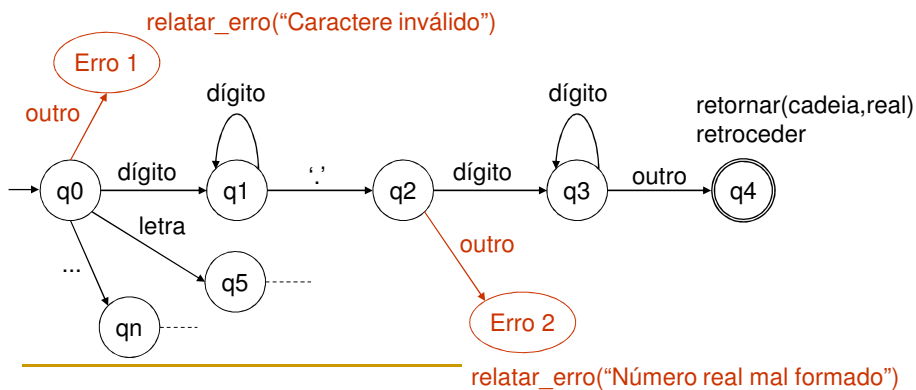 relatar_erro(“Caractere inválido”)
Erro 1
outro
dígito
dígito
retornar(cadeia,real)
retroceder
q0
dígito
q1
‘.’
q2
dígito
q3
outro
q4
letra
outro
...
q5
qn
Erro 2
relatar_erro(“Número real mal formado”)